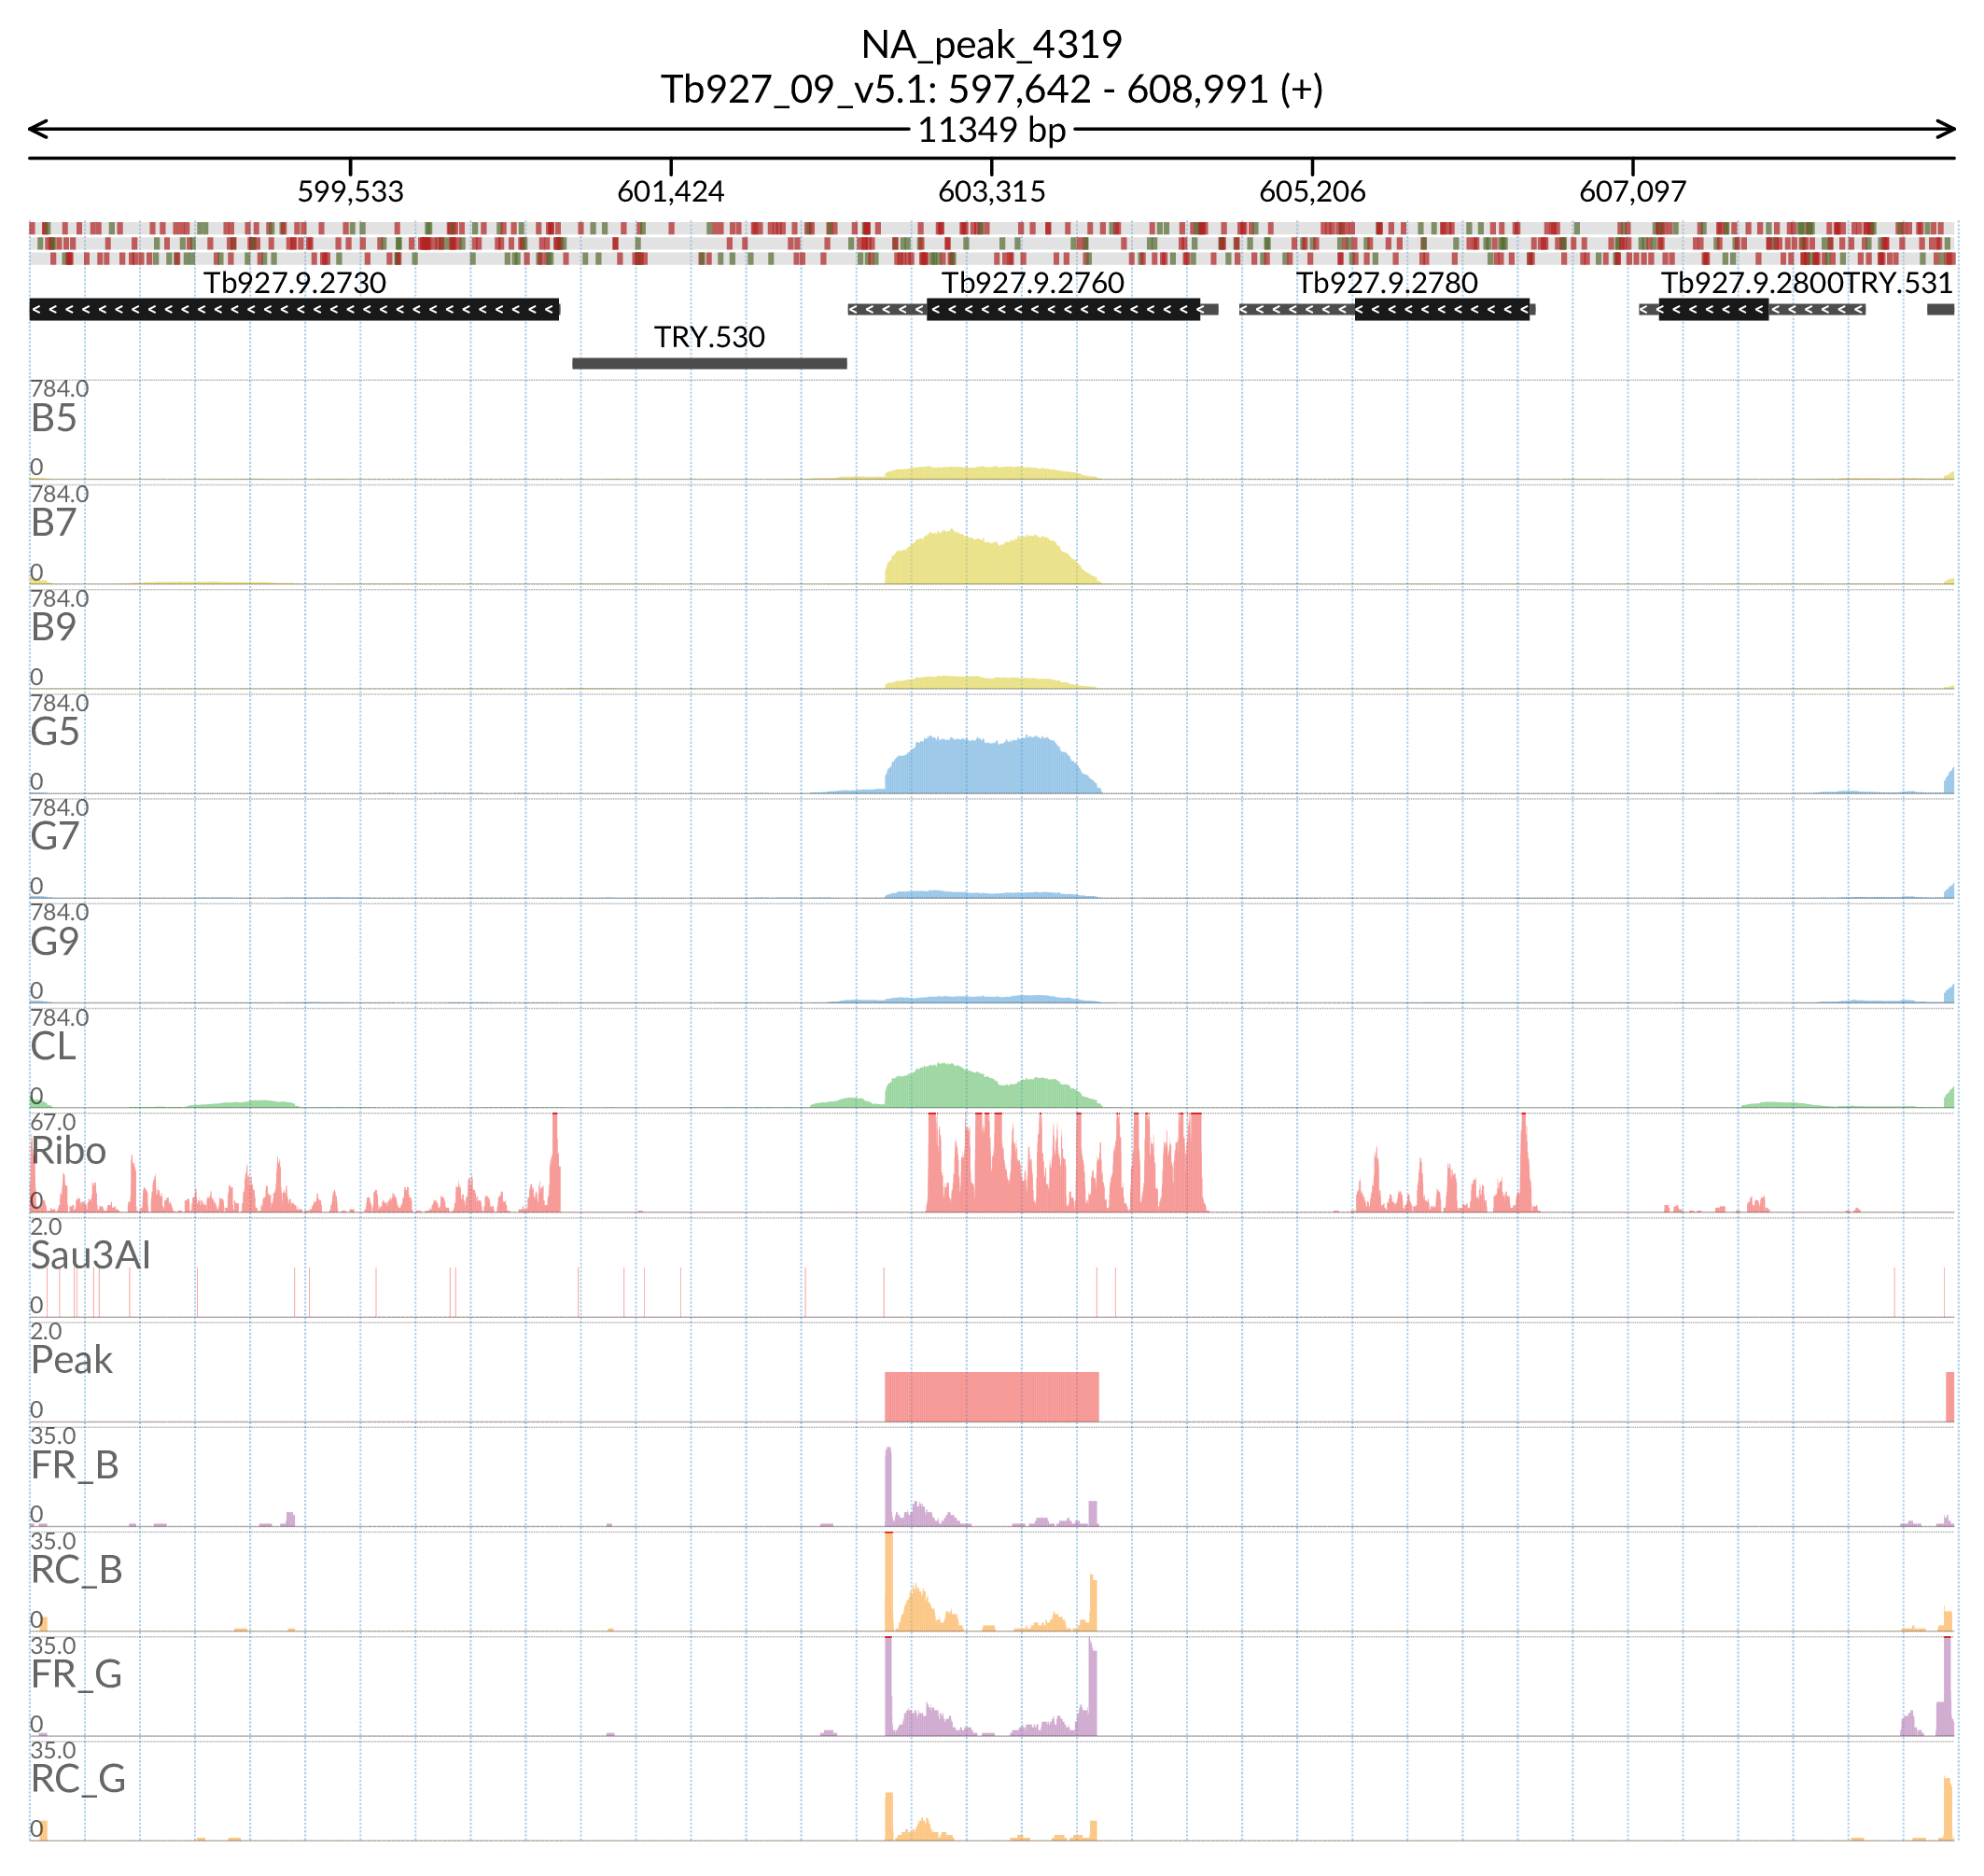 NA_peak_4319
Tb927_09_v5.1: 597,642 - 608,991 (+)
11349 bp
599,533 601,424 603,315 605,206 607,097
Tb927.9.2730 Tb927.9.2760 Tb927.9.2780 Tb927.9.2800 TRY.531
TRY.530
784.0
B5
0
784.0
B7
0
784.0
B9
0
784.0
G5
0
784.0
G7
0
784.0
G9
0
784.0
CL
0
67.0
Ribo
0
2.0
Sau3AI
0
2.0
Peak
0
35.0
FR_B
0
35.0
RC_B
0
35.0
FR_G
0
35.0
RC_G
0